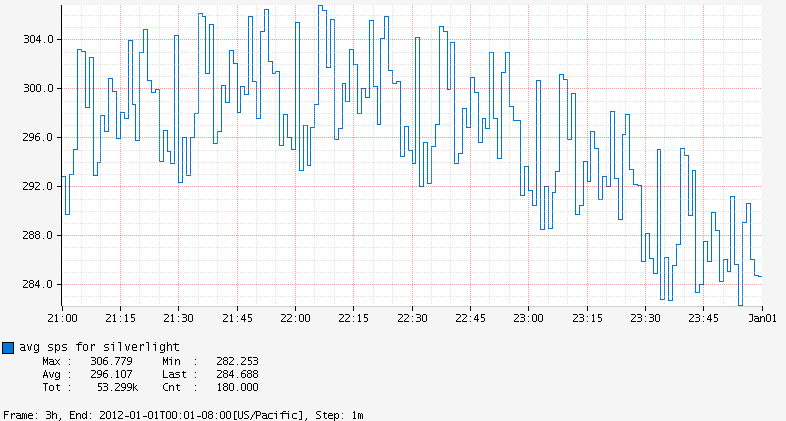 304.0
300.0
296.0
292.0
288.0
284.0
21:00 21:15 21:30 21:45 22:00 22:15 22:30 22:45 23:00 23:15 23:30 23:45 Jan01
avg sps for silverlight
Max : 306.779 Min : 282.253
Avg : 296.107 Last : 284.688
Tot : 53.299k Cnt : 180.000
Frame: 3h, End: 2012-01-01T00:01-08:00[US/Pacific], Step: 1m